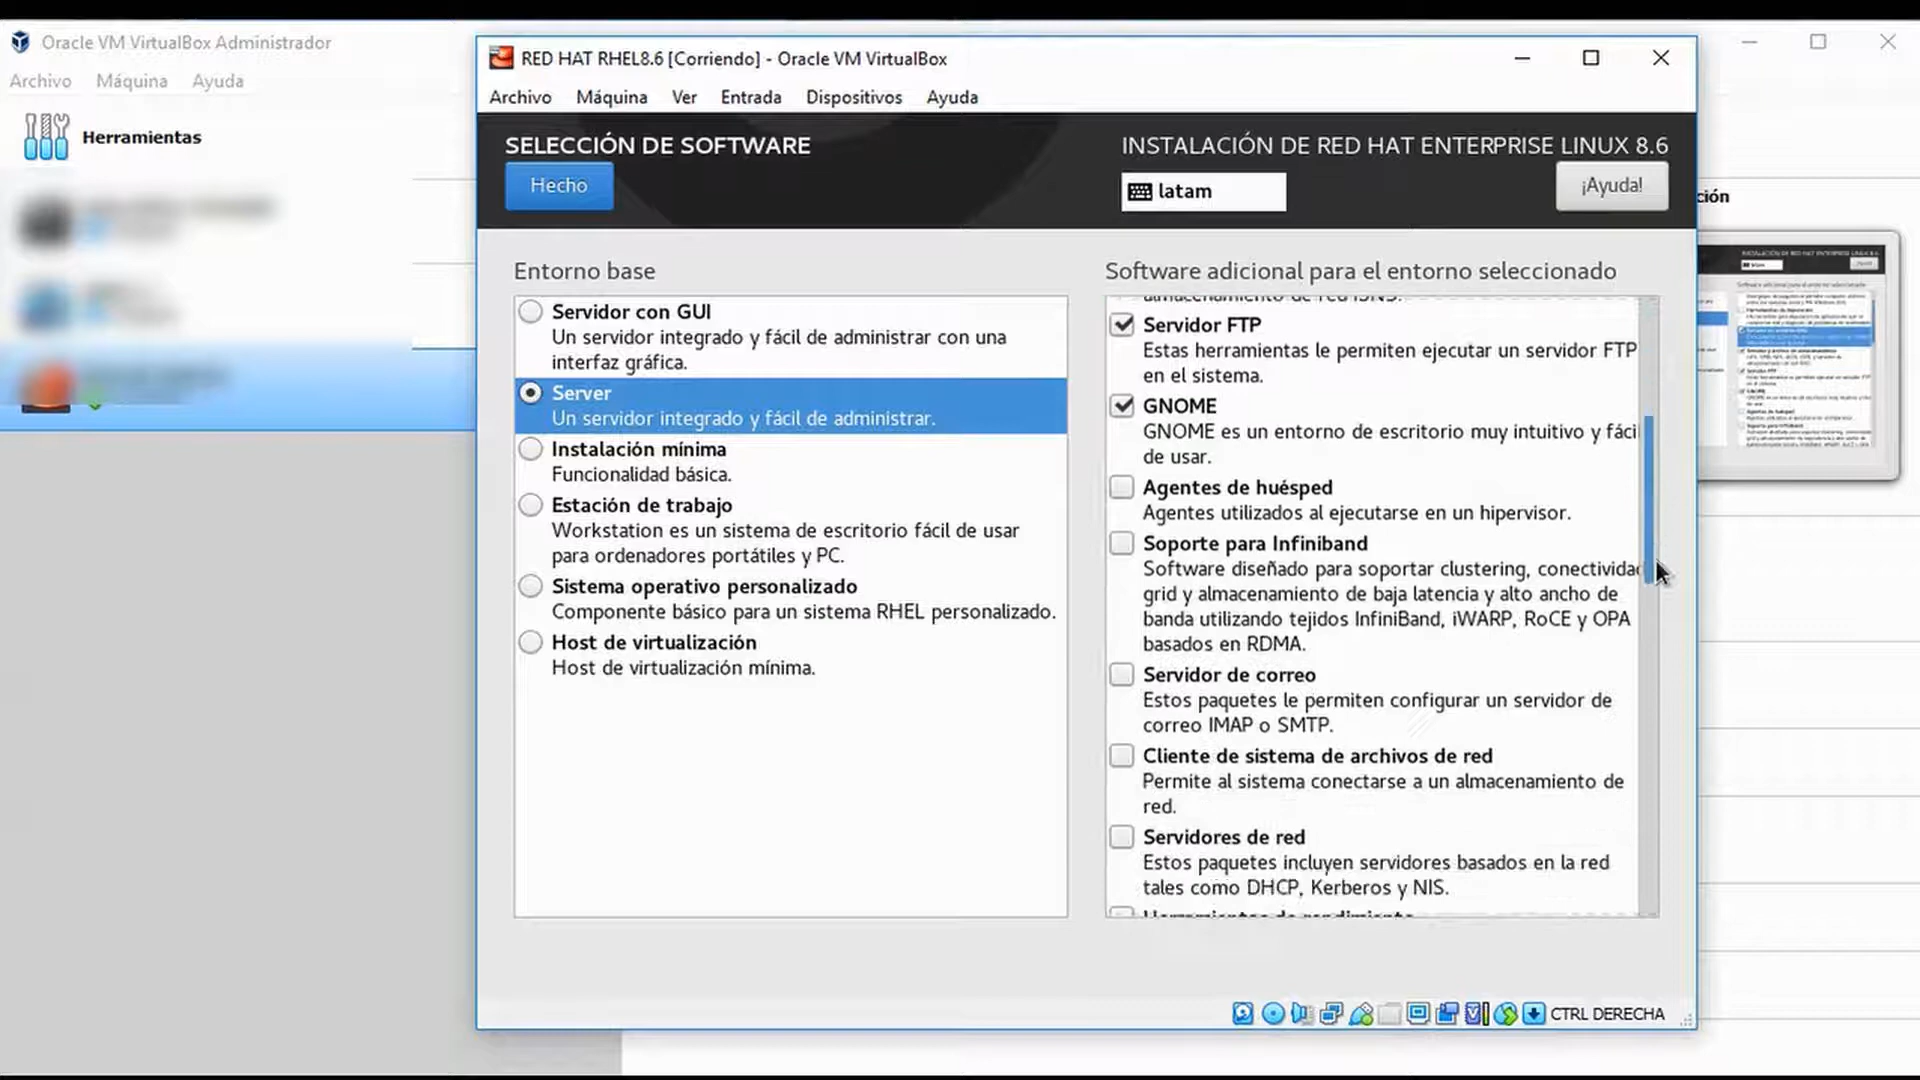 Oracle VM VirtualBox Administrador
Archivo Máquina Ayuda
Herramientas
RED HAT RHEL8.6 [Corriendo] - Oracle VM VirtualBox
Archivo Máquina Ver Entrada Dispositivos Ayuda
SELECCIÓN DE SOFTWARE
Hecho
INSTALACIÓN DE RED HAT ENTERPRISE LINUX 8.6
latam
¡Ayuda!
ción
Entorno base
Servidor con GUI
Un servidor integrado y fácil de administrar con una
interfaz gráfica.
Server
Un servidor integrado y fácil de administrar.
Instalación mínima
Funcionalidad básica.
Estación de trabajo
Workstation es un sistema de escritorio fácil de usar
para ordenadores portátiles y PC.
Sistema operativo personalizado
Componente básico para un sistema RHEL personalizado.
Host de virtualización
Host de virtualización mínima.
Software adicional para el entorno seleccionado
almacenamiento de red iSNS.
Servidor FTP
Estas herramientas le permiten ejecutar un servidor FTP
en el sistema.
GNOME
GNOME es un entorno de escritorio muy intuitivo y fáci
de usar.
Agentes de huésped
Agentes utilizados al ejecutarse en un hipervisor.
Soporte para Infiniband
Software diseñado para soportar clustering, conectividad
grid y almacenamiento de baja latencia y alto ancho de
banda utilizando tejidos InfiniBand, iWARP, RoCE y OPA
basados en RDMA.
Servidor de correo
Estos paquetes le permiten configurar un servidor de
correo IMAP o SMTP.
Cliente de sistema de archivos de red
Permite al sistema conectarse a un almacenamiento de
red.
Servidores de red
Estos paquetes incluyen servidores basados en la red
tales como DHCP, Kerberos y NIS.
Herramientas de rendimiento
CTRL DERECHA